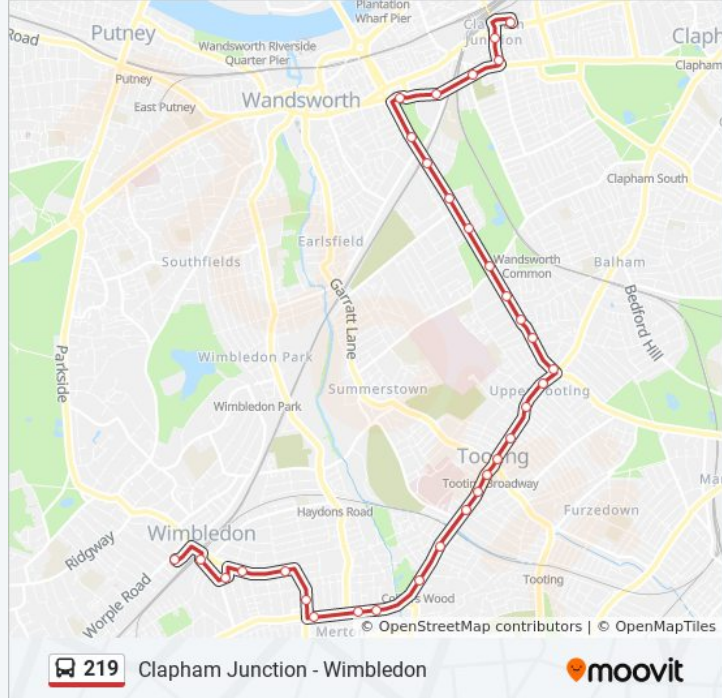 Plantation
Wharf Pier
Road
Putney
Clapham
Junction
Wandsworth Riverside
Quarter Pier
Clapham
Putney
East Putney
Wandsworth
Clapham South
Earlsfield
Southfields
Wandsworth
Common
Balham
Garratt Lane
Bedford Hill
Parkside
Wimbledon Park
Summerstown
Upper Tooting
Wimbledon Park
Tooting
Tooting Broadway
Haydons Road
Furzedown
Wimbledon
Ridgway
Worple Road
Tooting
Colliers Wood
Merto
© OpenStreetMap contributors | © OpenMapTiles
219 Clapham Junction - Wimbledon
moovit